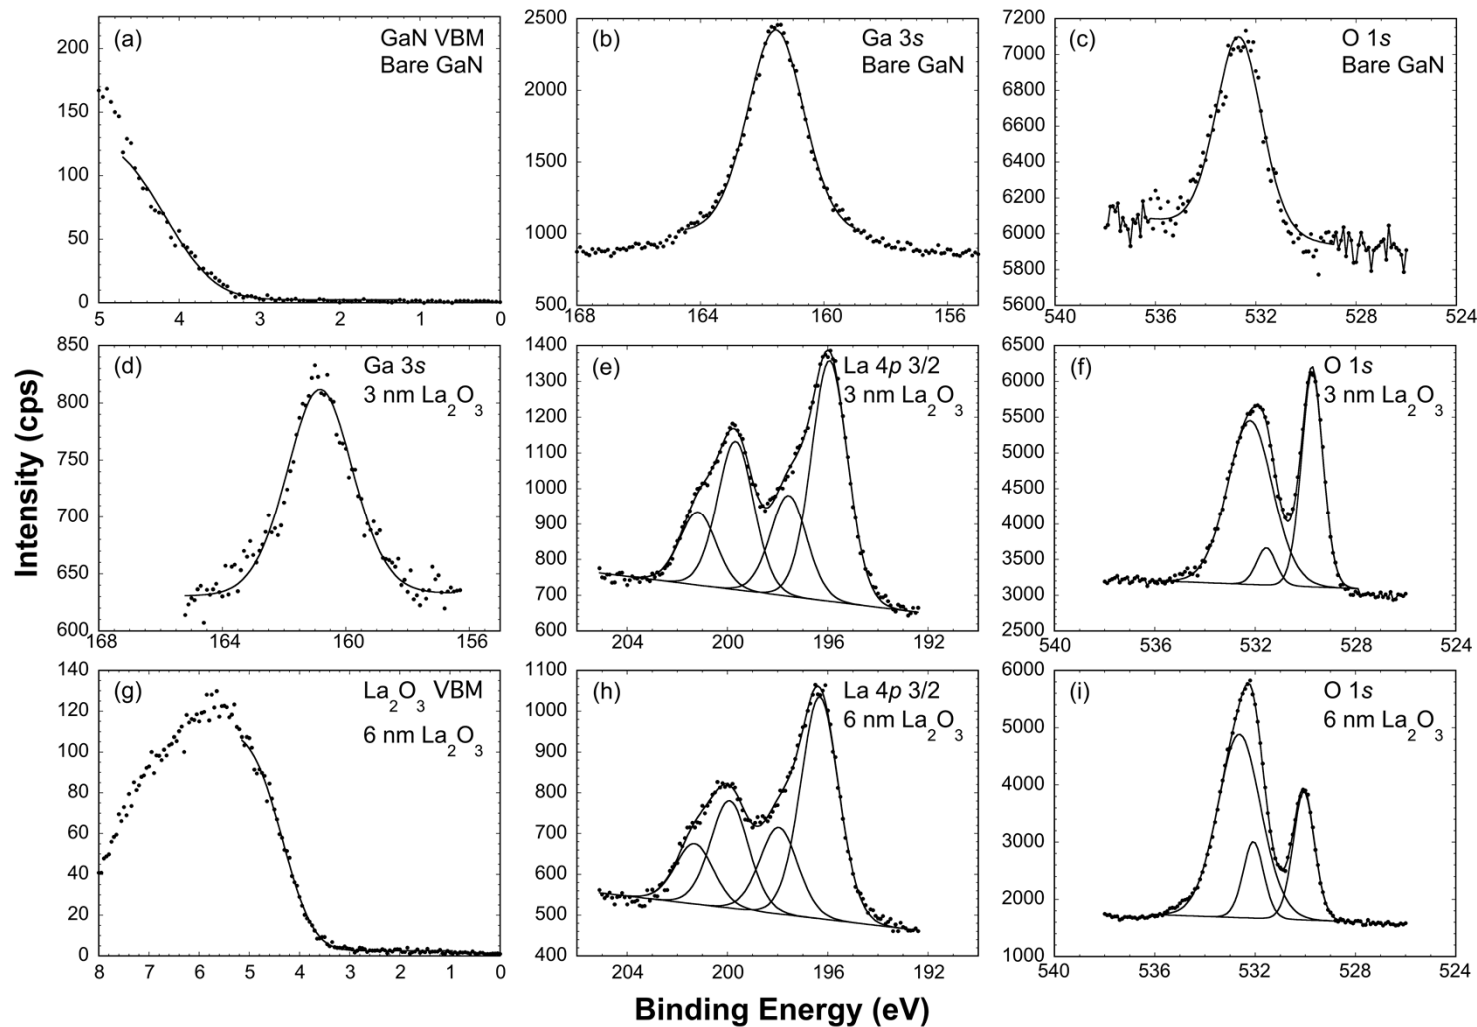 Intensity (cps)
(a)
GaN VBM
Bare GaN
200
150
100
50
0
5 4 3 2 1 0
(b)
Ga 3s
Bare GaN
2500
2000
1500
1000
500
168 164 160 156
(c)
O 1s
Bare GaN
7200
7000
6800
6600
6400
6200
6000
5800
5600
540 536 532 528 524
(d)
Ga 3s
3 nm La₂O₃
850
800
750
700
650
600
168 164 160 156
(e)
La 4p 3/2
3 nm La₂O₃
1400
1300
1200
1100
1000
900
800
700
600
204 200 196 192
(f)
O 1s
3 nm La₂O₃
6500
6000
5500
5000
4500
4000
3500
3000
2500
540 536 532 528 524
(g)
La₂O₃ VBM
6 nm La₂O₃
140
120
100
80
60
40
20
0
8 7 6 5 4 3 2 1 0
(h)
La 4p 3/2
6 nm La₂O₃
1100
1000
900
800
700
600
500
400
204 200 196 192
(i)
O 1s
6 nm La₂O₃
6000
5000
4000
3000
2000
1000
540 536 532 528 524
Binding Energy (eV)